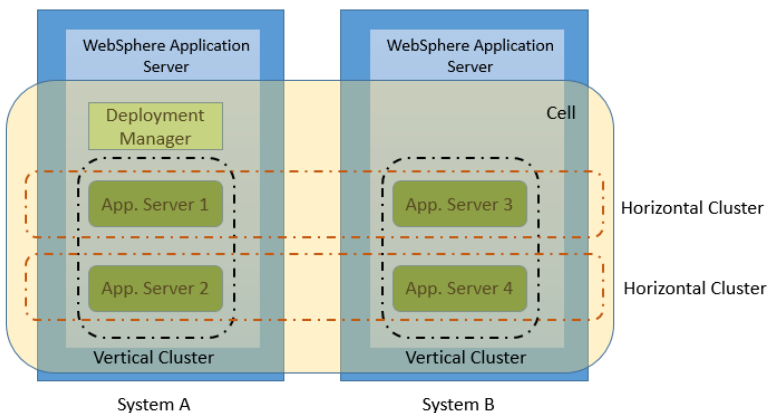 WebSphere Application
Server
WebSphere Application
Server
Deployment
Manager
Cell
App. Server 1
App. Server 3
Horizontal Cluster
App. Server 2
App. Server 4
Horizontal Cluster
Vertical Cluster
Vertical Cluster
System A
System B